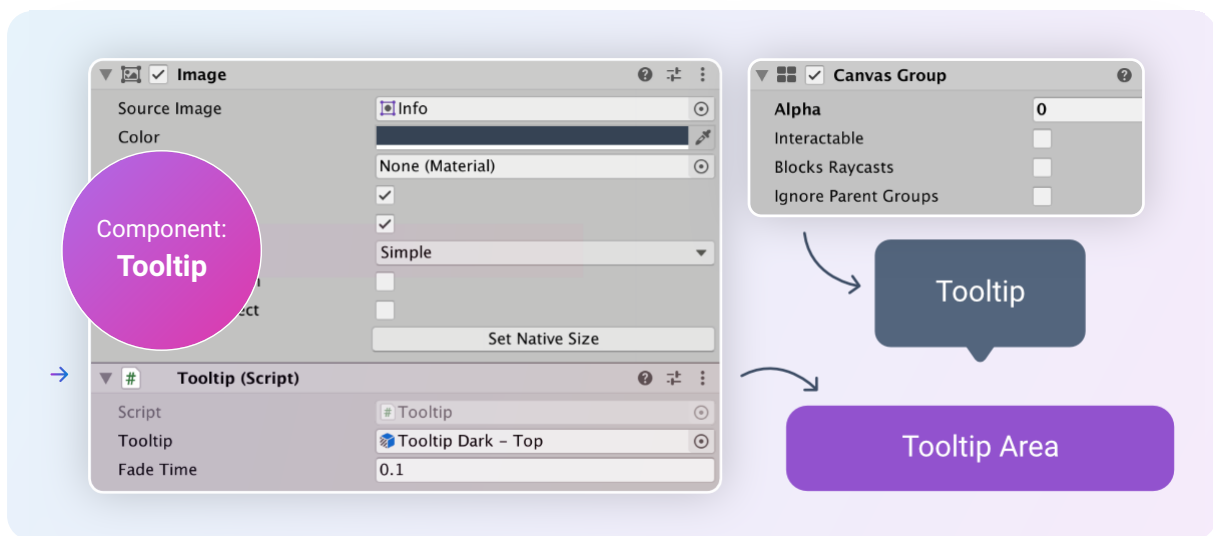 Image
Source Image
Info
Color
None (Material)
Simple
Set Native Size
Component:
Tooltip
Tooltip (Script)
#
Script
# Tooltip
Tooltip
Tooltip Dark - Top
Fade Time
0.1
Canvas Group
Alpha
0
Interactable
Blocks Raycasts
Ignore Parent Groups
Tooltip
Tooltip Area